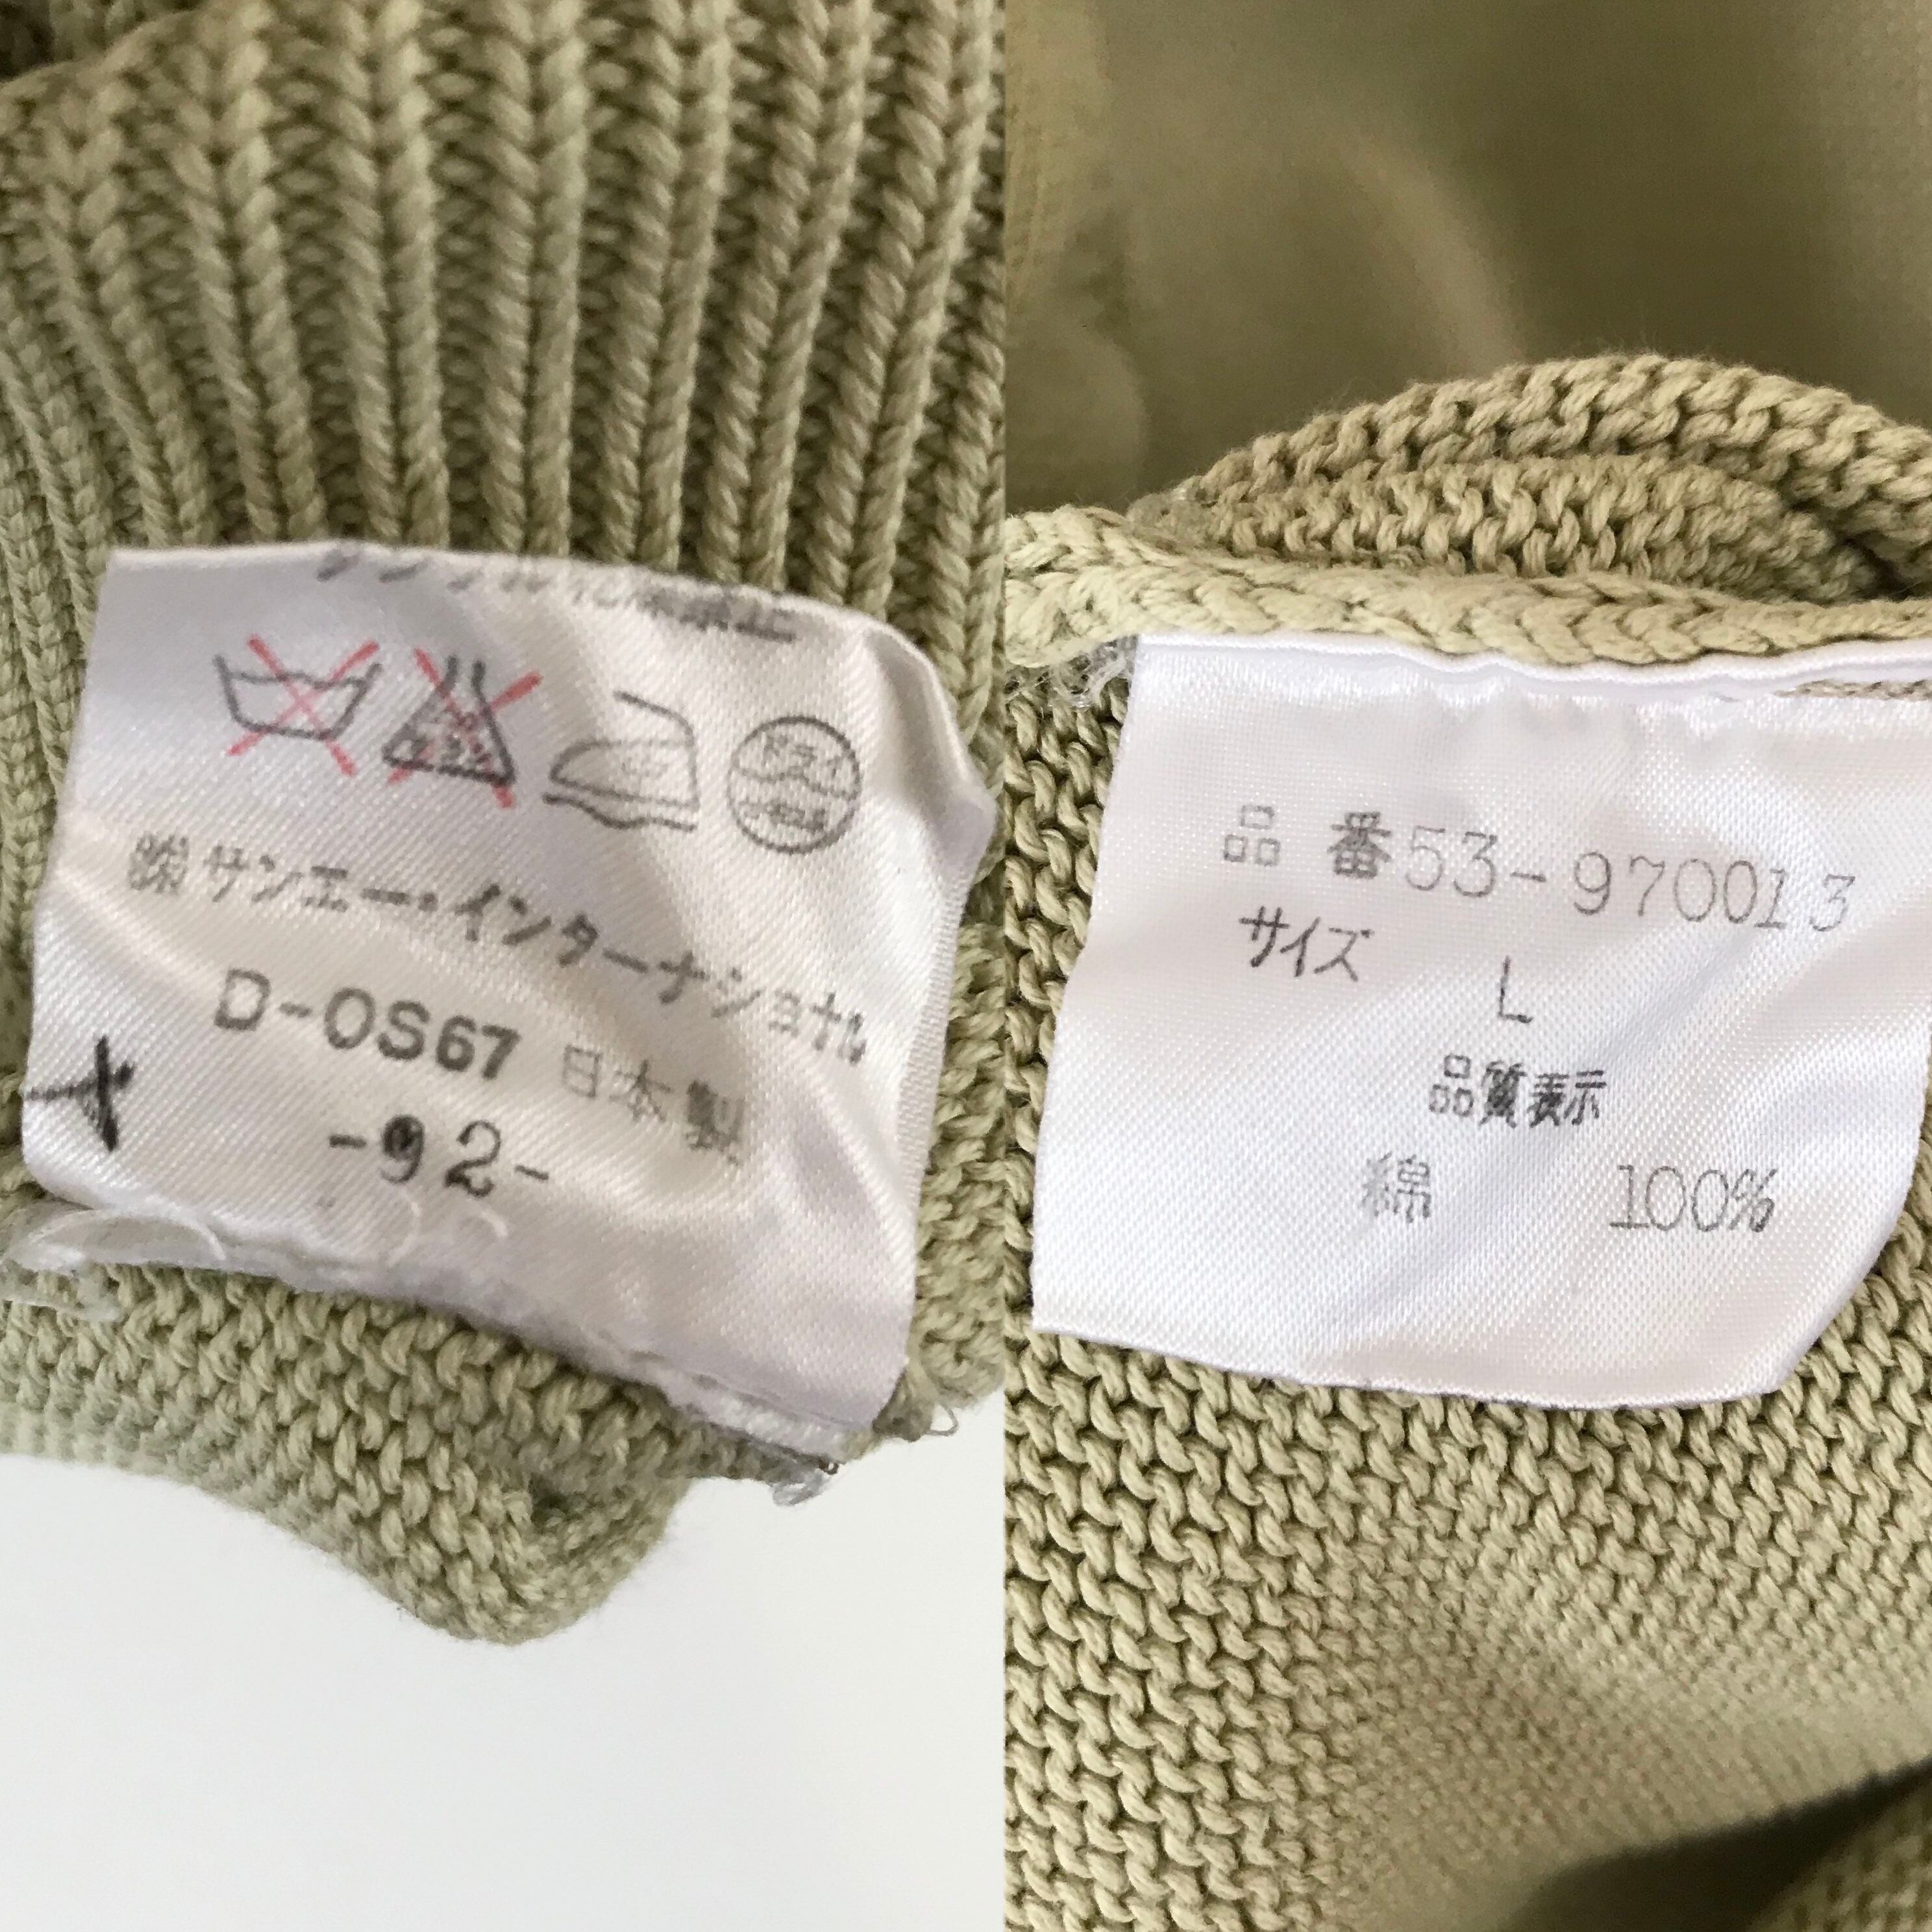 ㈱サンエー・インターナショナル
D-OS67 日本製
-92-
品番53-970013
サイズ L
品質表示
綿 100%